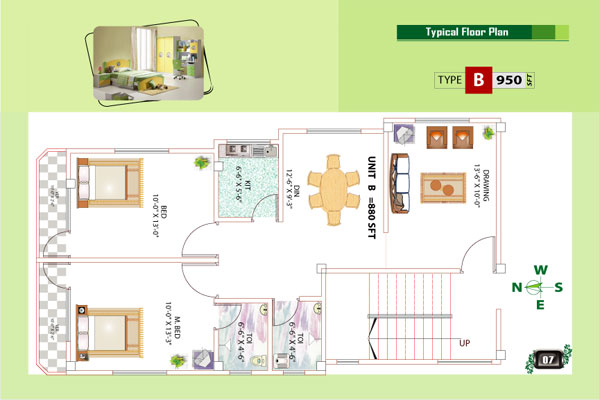 Typical Floor Plan
TYPE B 950 SFT
KIT
6'-6" X 5'-6"
DIN
12'-6" X 9'-3"
UNIT B =880 SFT
DRAWING
13'-6" X 10'-0"
BED
10'-0" X 13'-0"
M. BED
10'-0" X 13'-3"
TOI
6'-6" X 4'-6"
TOI
6'-6" X 4'-6"
UP
W
N S
E
07